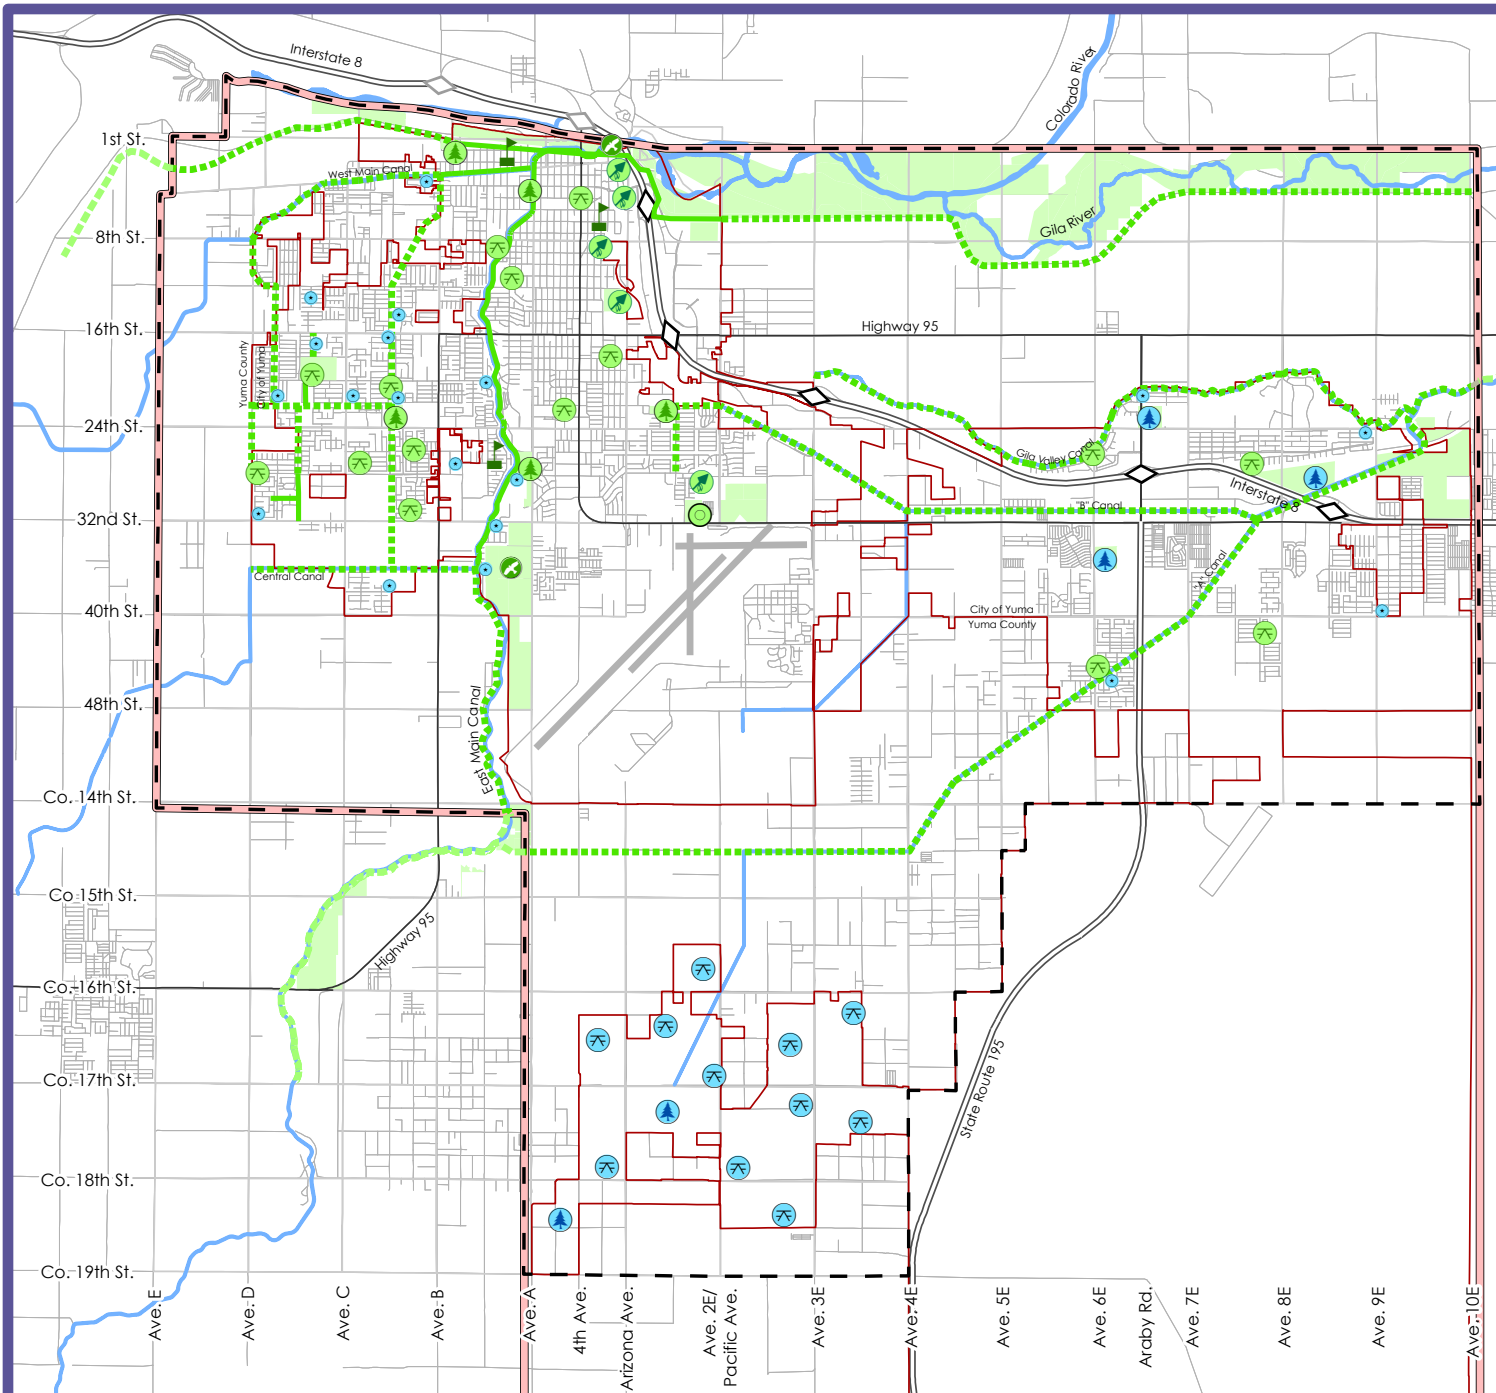 Interstate 8
Colorado River
1st St.
West Main Canal
Gila River
8th St.
16th St.
Highway 95
Yuma County
City of Yuma
24th St.
Gila Valley Canal
Interstate 8
"B" Canal
32nd St.
"A" Canal
Central Canal
40th St.
City of Yuma
Yuma County
48th St.
East Main Canal
Co. 14th St.
Co 15th St.
Highway 95
Co. 16th St.
Co. 17th St.
State Route 195
Co. 18th St.
Co. 19th St.
Ave. E
Ave. D
Ave. C
Ave. B
Ave. A
4th Ave.
Arizona Ave.
Ave. 2E/
Pacific Ave.
Ave. 3E
Ave. 4E
Ave. 5E
Ave. 6E
Araby Rd.
Ave. 7E
Ave. 8E
Ave. 9E
Ave. 10E